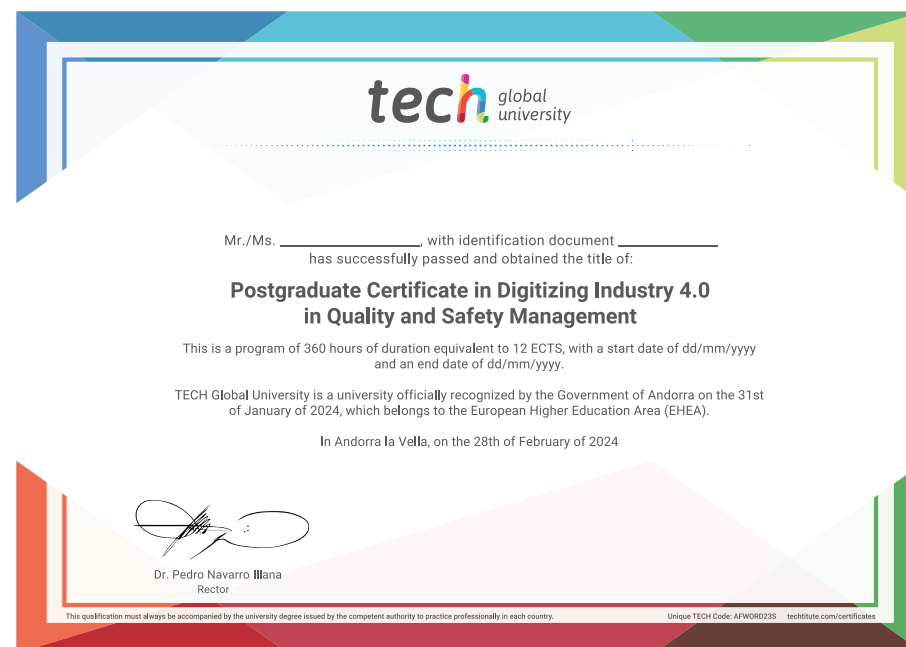 tech global
university
Mr./Ms. ____________________, with identification document ______________
has successfully passed and obtained the title of:
Postgraduate Certificate in Digitizing Industry 4.0
in Quality and Safety Management
This is a program of 360 hours of duration equivalent to 12 ECTS, with a start date of dd/mm/yyyy
and an end date of dd/mm/yyyy.
TECH Global University is a university officially recognized by the Government of Andorra on the 31st
of January of 2024, which belongs to the European Higher Education Area (EHEA).
In Andorra la Vella, on the 28th of February of 2024
Dr. Pedro Navarro Illana
Rector
This qualification must always be accompanied by the university degree issued by the competent authority to practice professionally in each country.
Unique TECH Code: AFWORD23S techtitute.com/certificates